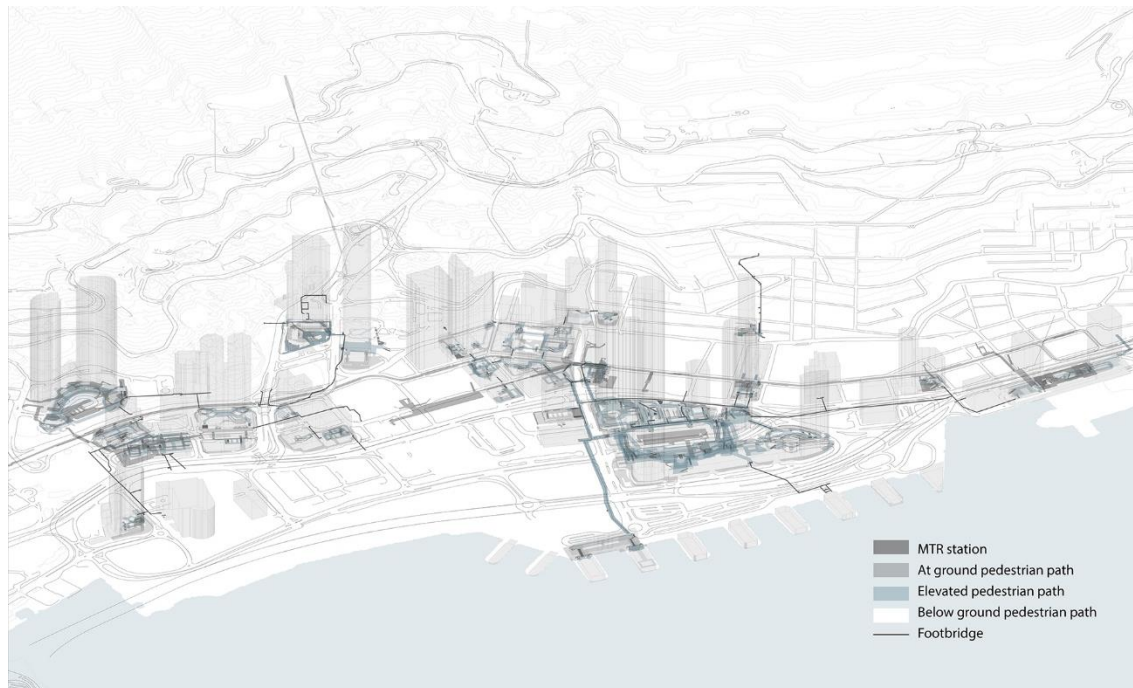 MTR station
At ground pedestrian path
Elevated pedestrian path
Below ground pedestrian path
Footbridge